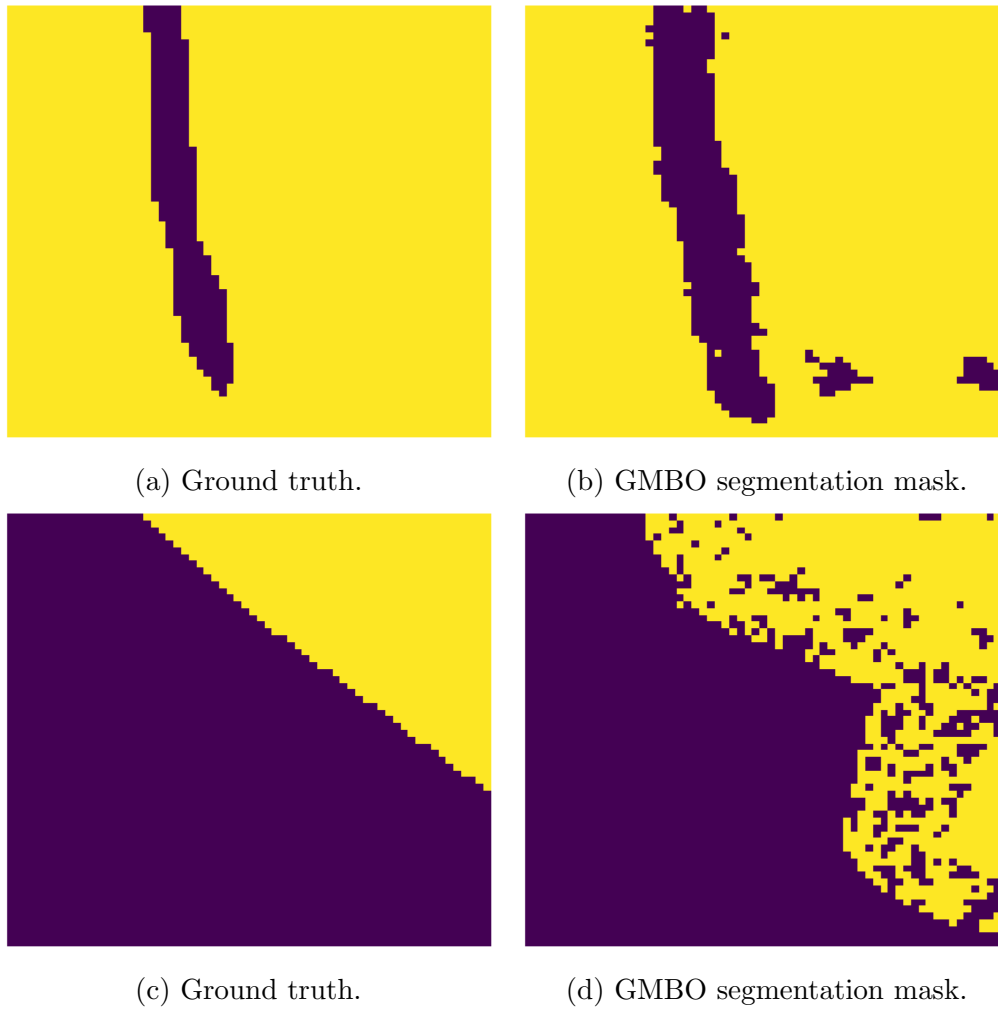 (a) Ground truth.
(b) GMBO segmentation mask.
(c) Ground truth.
(d) GMBO segmentation mask.